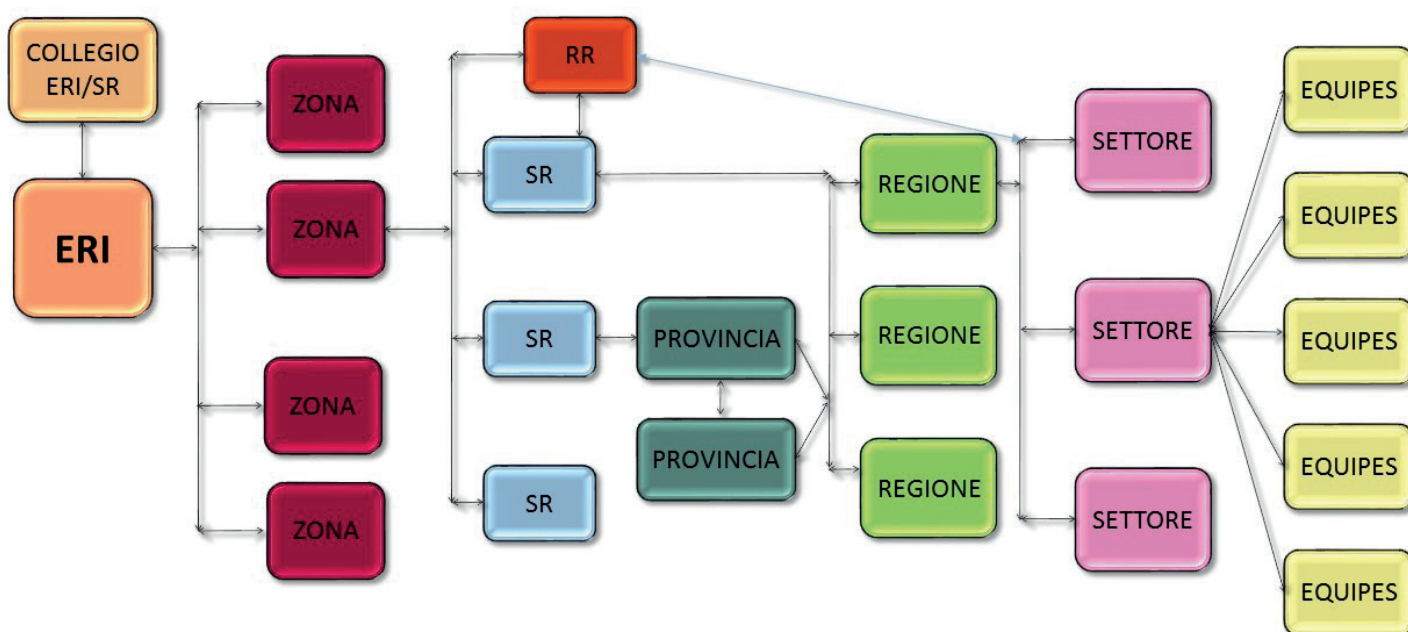 COLLEGIO
ERI/SR
ERI
ZONA
ZONA
ZONA
ZONA
RR
SR
SR
SR
PROVINCIA
PROVINCIA
REGIONE
REGIONE
REGIONE
SETTORE
SETTORE
SETTORE
EQUIPES
EQUIPES
EQUIPES
EQUIPES
EQUIPES